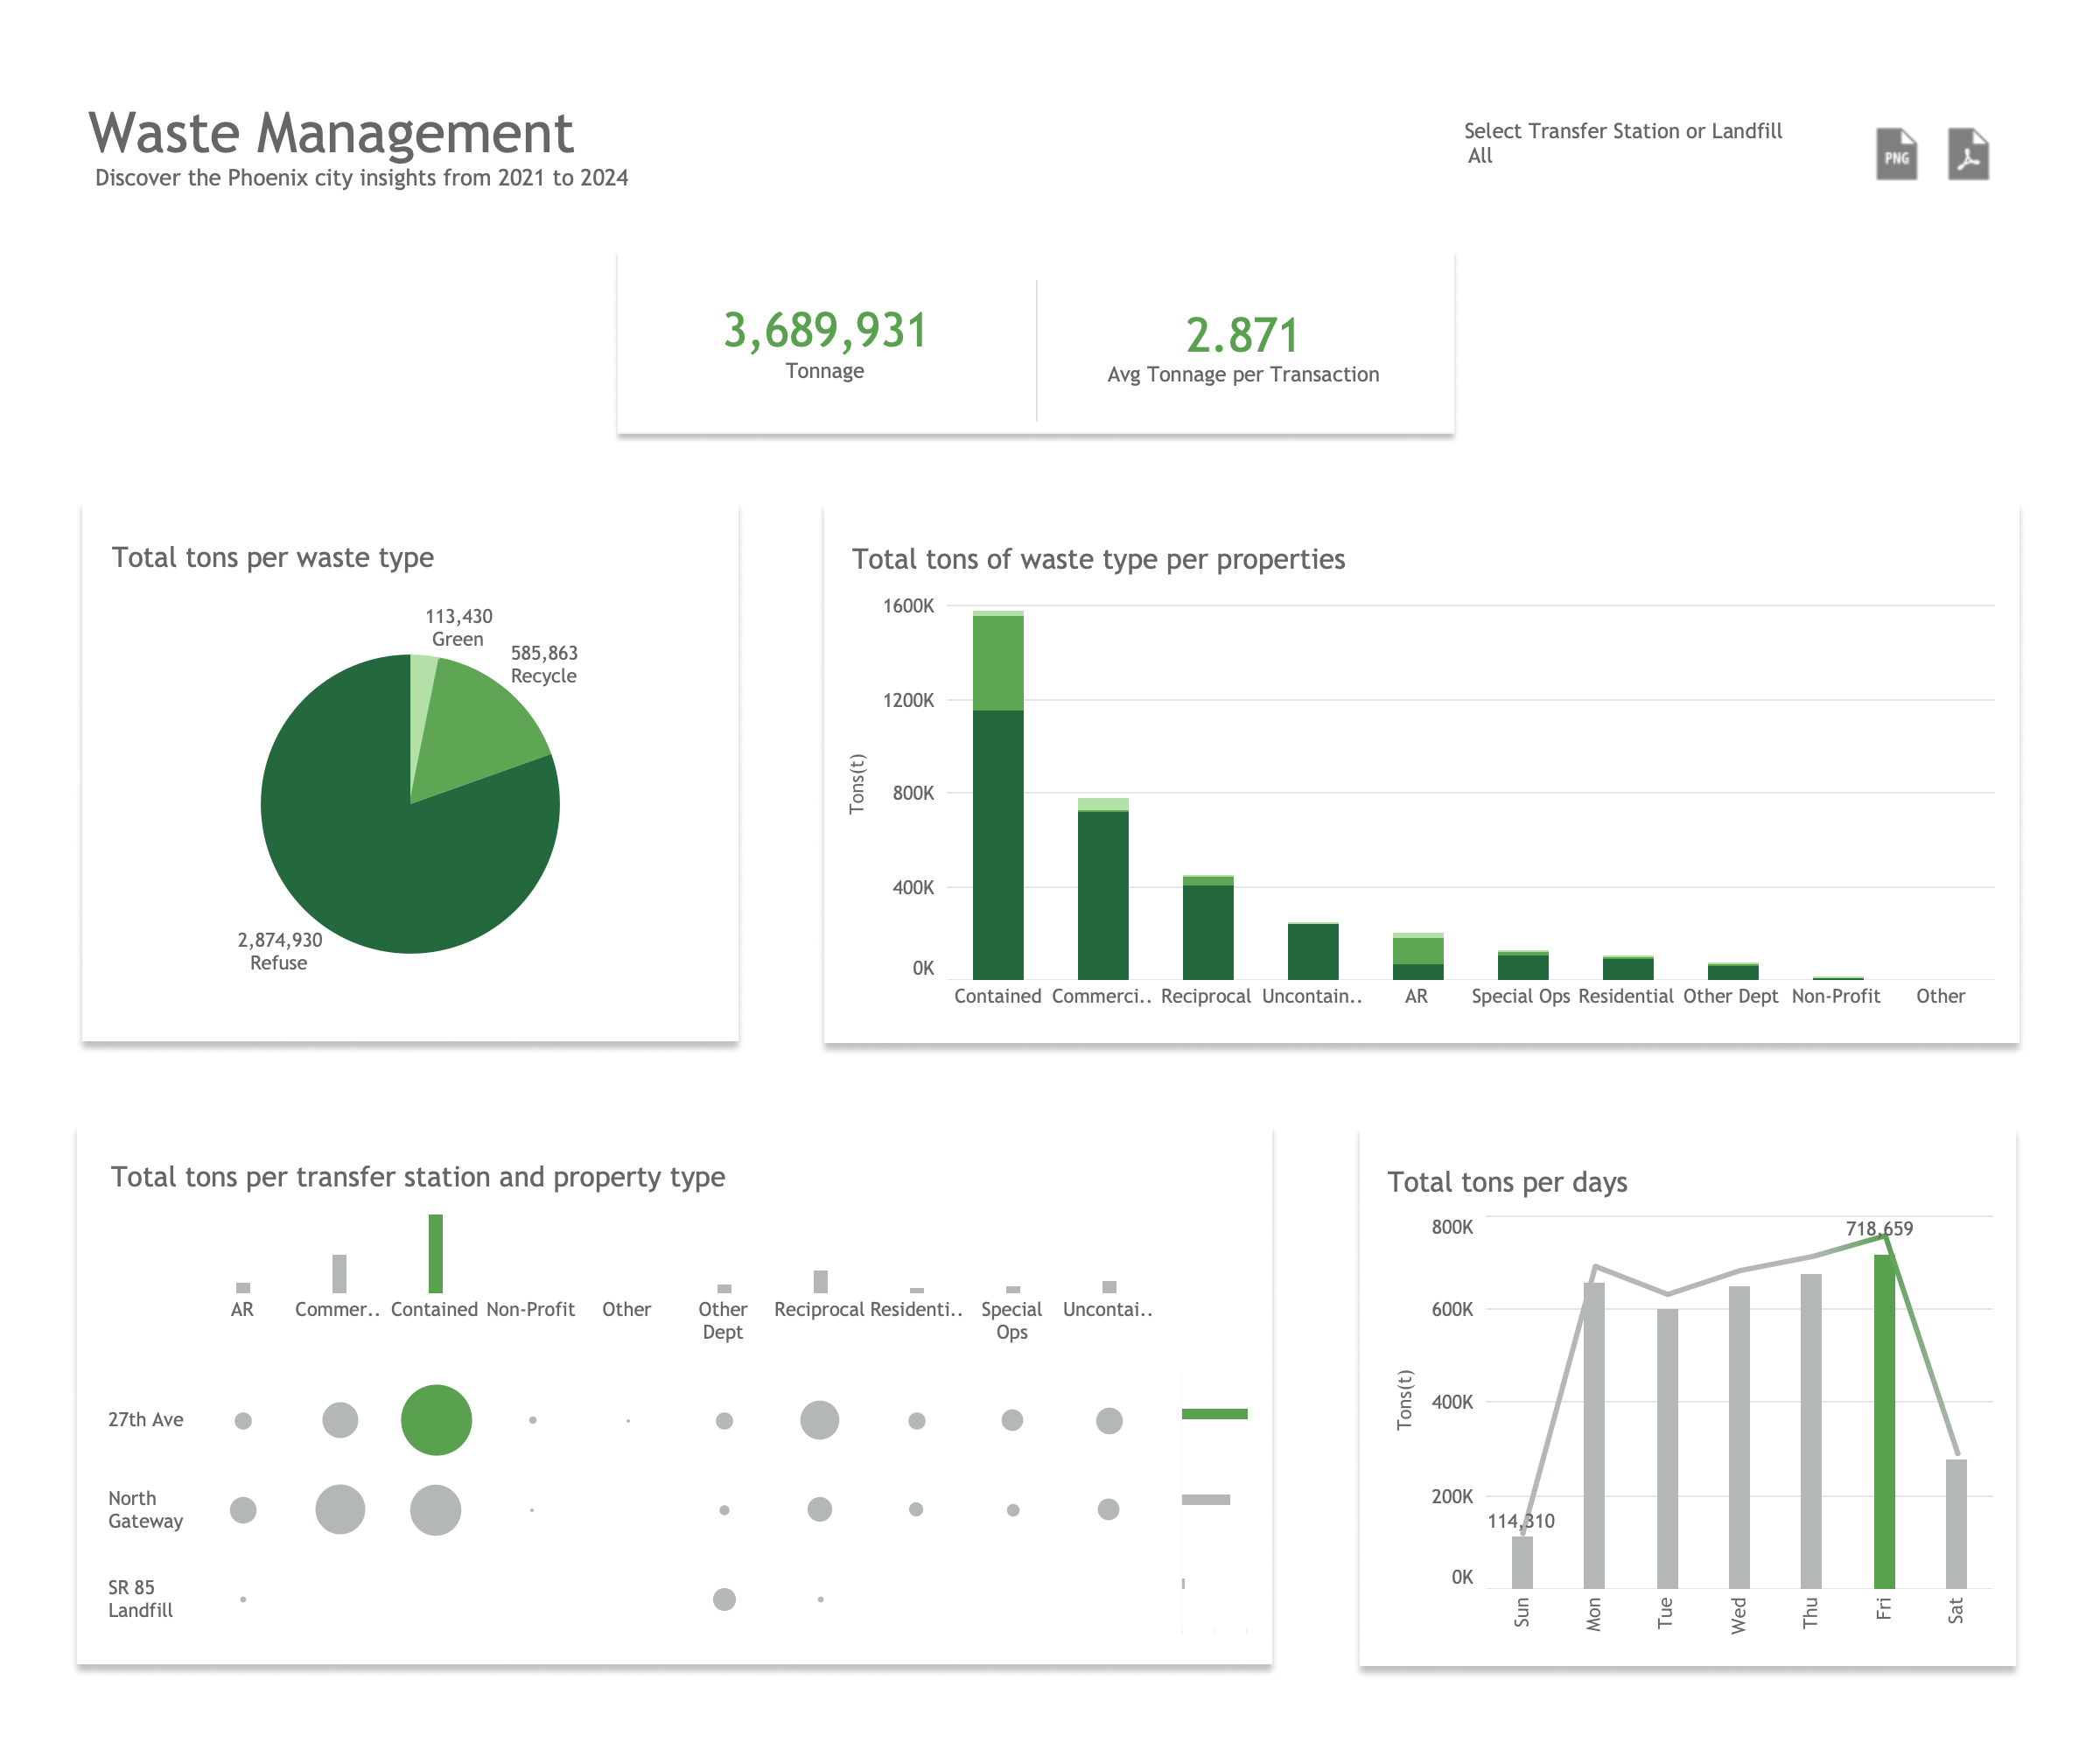 Waste Management
Discover the Phoenix city insights from 2021 to 2024
Select Transfer Station or Landfill
All
PNG
3,689,931
Tonnage
2.871
Avg Tonnage per Transaction
Total tons per waste type
113,430
Green
585,863
Recycle
2,874,930
Refuse
Total tons of waste type per properties
Tons(t)
1600K
1200K
800K
400K
0K
Contained Commerci.. Reciprocal Uncontain.. AR Special Ops Residential Other Dept Non-Profit Other
Total tons per transfer station and property type
AR Commer.. Contained Non-Profit Other Other Dept Reciprocal Residenti.. Special Ops Uncontai..
27th Ave
North
Gateway
SR 85
Landfill
Total tons per days
Tons(t)
800K
600K
400K
200K
0K
718,659
114,310
Sun Mon Tue Wed Thu Fri Sat